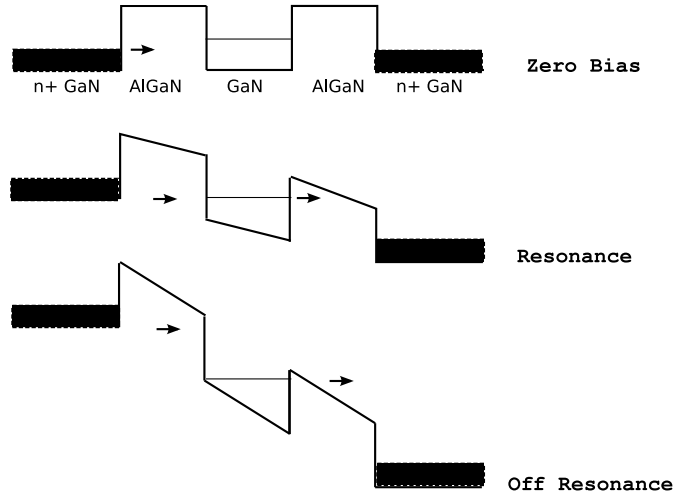 Zero Bias
n+ GaN AlGaN GaN AlGaN n+ GaN
Resonance
Off Resonance